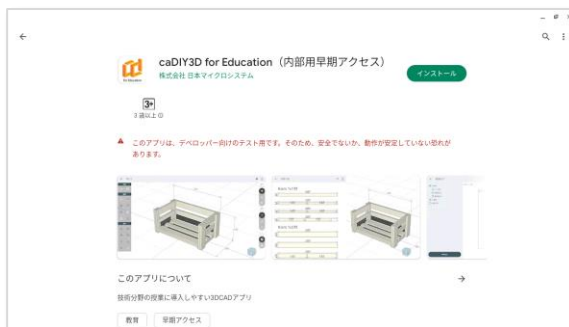 caDIY3D for Education（内部用早期アクセス）
株式会社 日本マイクロシステム
インストール
3+
3 歳以上
このアプリは、デベロッパー向けのテスト用です。そのため、安全でないか、動作が安定していない恐れが
あります。
このアプリについて
技術分野の授業に導入しやすい3DCADアプリ
教育
早期アクセス